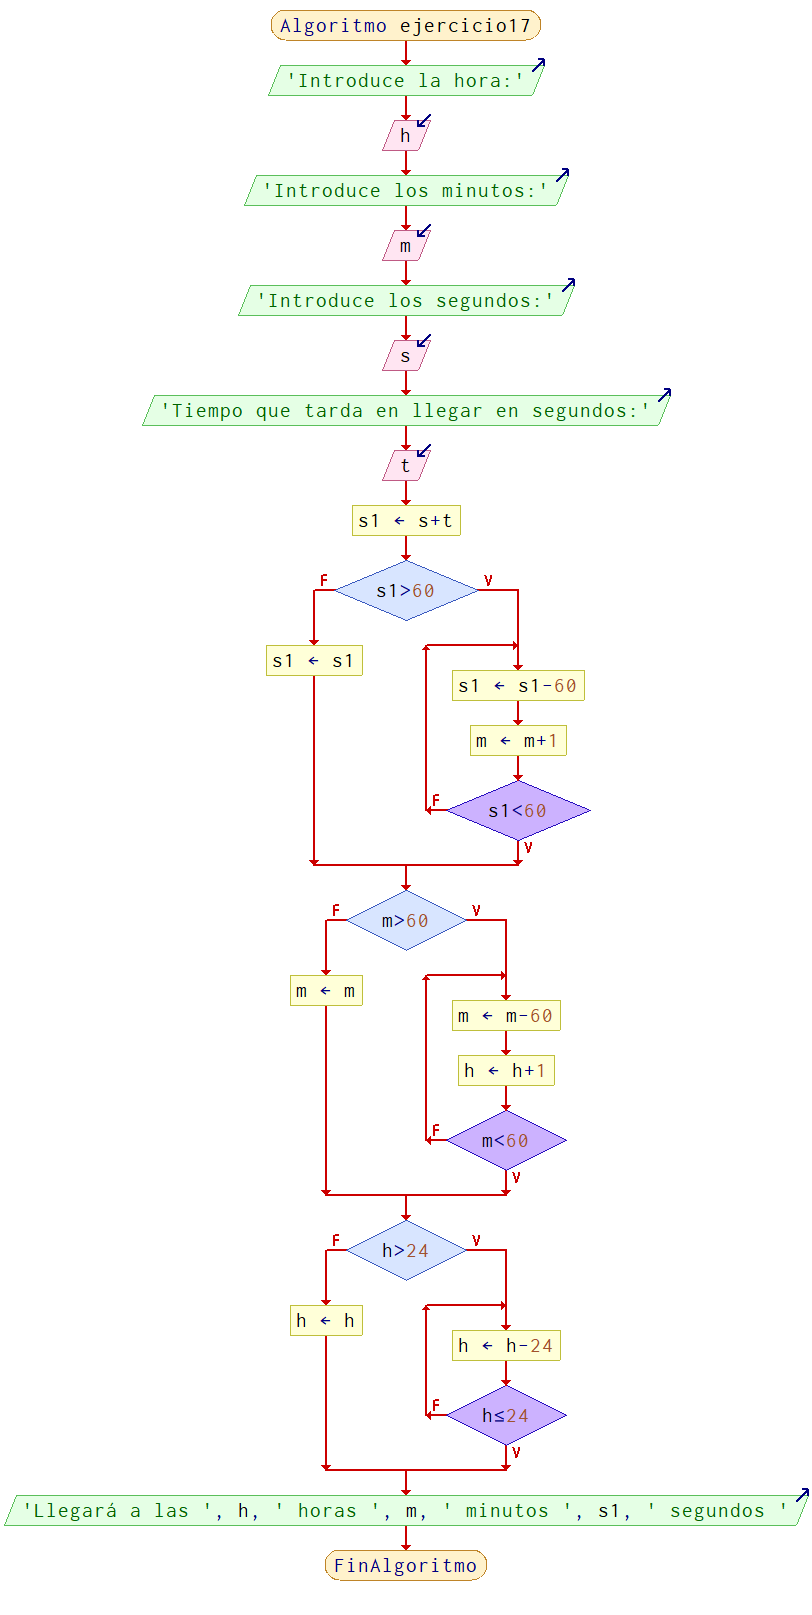 Algoritmo ejercicio17
'Introduce la hora:'
h
'Introduce los minutos:'
m
'Introduce los segundos:'
s
'Tiempo que tarda en llegar en segundos:'
t
s1 ← s+t
F
s1>60
V
s1 ← s1
s1 ← s1-60
m ← m+1
F
s1<60
V
F
m>60
V
m ← m
m ← m-60
h ← h+1
F
m<60
V
F
h>24
V
h ← h
h ← h-24
F
h≤24
V
'Llegará a las ', h, ' horas ', m, ' minutos ', s1, ' segundos '
FinAlgoritmo